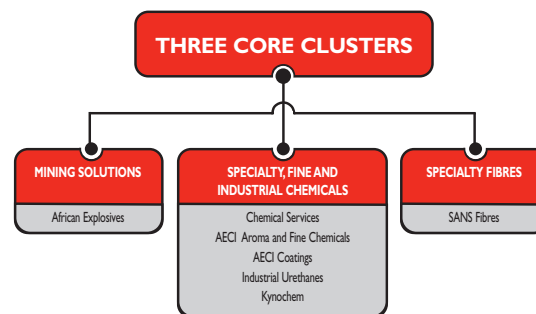 THREE CORE CLUSTERS
MINING SOLUTIONS
African Explosives
SPECIALTY, FINE AND
INDUSTRIAL CHEMICALS
Chemical Services
AECI Aroma and Fine Chemicals
AECI Coatings
Industrial Urethanes
Kynochem
SPECIALTY FIBRES
SANS Fibres